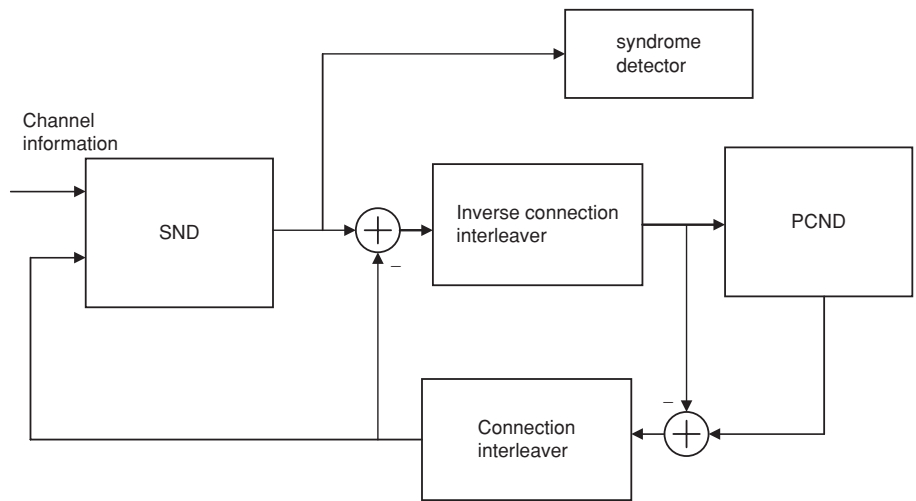 syndrome
detector
Channel
information
SND
Inverse connection
interleaver
PCND
−
−
Connection
interleaver